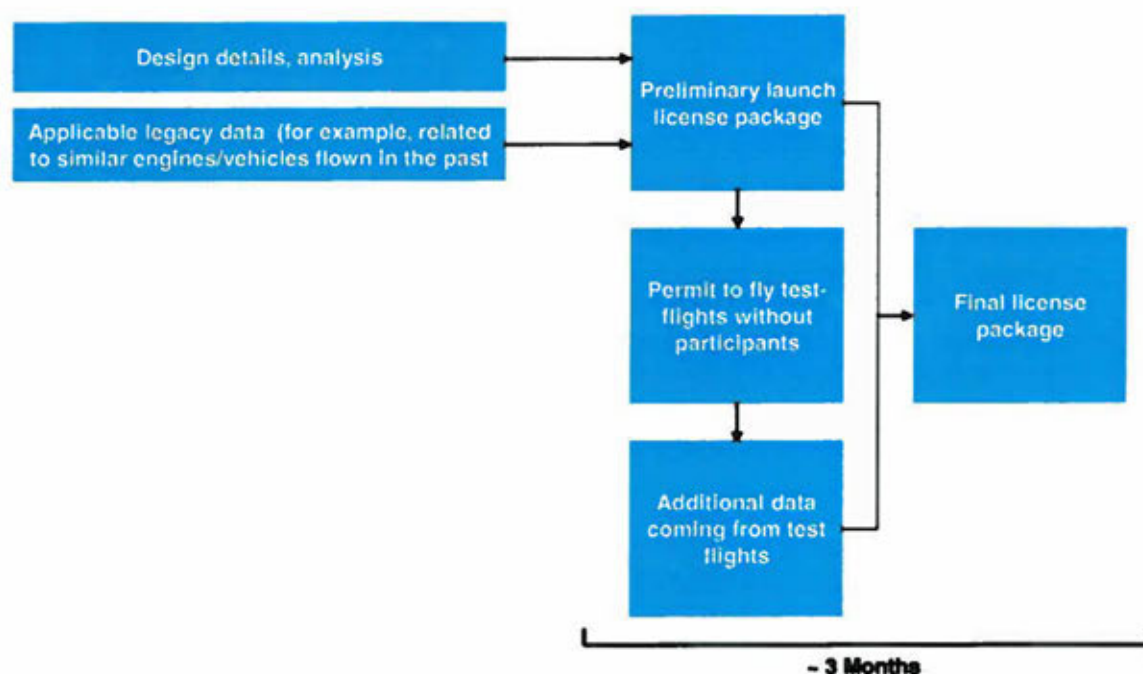 Design details, analysis
Applicable legacy data (for example, related
to similar engines/vehicles flown in the past
Preliminary launch
license package
Permit to fly test-
flights without
participants
Additional data
coming from test
flights
Final license
package
~ 3 Months